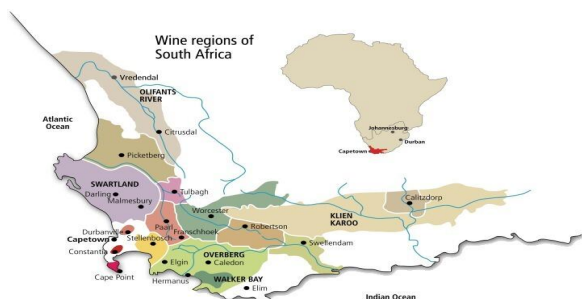 Wine regions of
South Africa
Vredendal
OLIFANTS
RIVER
Atlantic
Ocean
Citrusdal
Johannesburg
Durban
Capetown
Picketberg
SWARTLAND
Darling
Malmesbury
Tulbagh
Calitzdorp
Worcester
KLIEN
KAROO
Durbanville
Paarl
Franschhoek
Robertson
Capetown
Stellenbosch
Swellendam
Constantia
OVERBERG
Elgin
Caledon
Cape Point
WALKER BAY
Hermanus
Elim
Indian Ocean